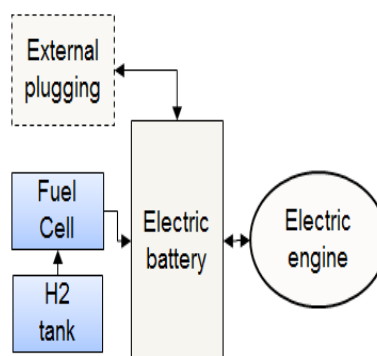 External
plugging
Fuel
Cell
Electric
battery
Electric
engine
H2
tank